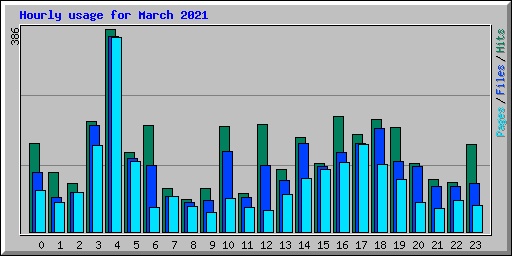 Hourly usage for March 2021
386
Pages/Files/Hits
0 1 2 3 4 5 6 7 8 9 10 11 12 13 14 15 16 17 18 19 20 21 22 23